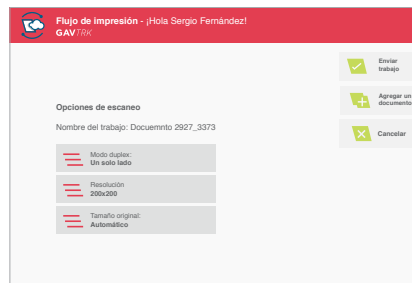 Flujo de impresión - ¡Hola Sergio Fernández!
GAVTRK
Enviar
trabajo
Opciones de escaneo
Agregar un
documento
Nombre del trabajo: Docuemnto 2927_3373
Cancelar
Modo duplex:
Un solo lado
Resolución
200x200
Tamaño original:
Automático